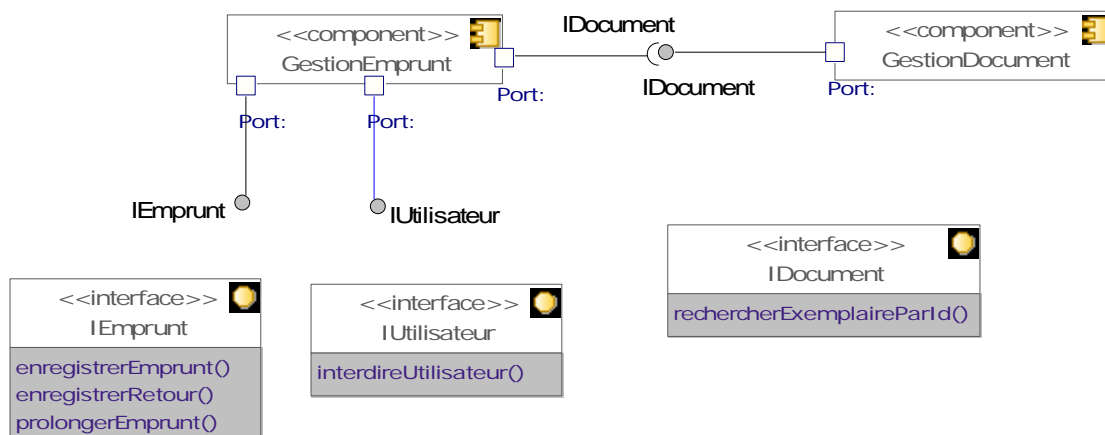 <<component>>
GestionEmprunt
IDocument
IDocument
<<component>>
GestionDocument
Port:
Port:
Port:
Port:
IEmprunt
IUtilisateur
<<interface>>
IEmprunt
enregistrerEmprunt()
enregistrerRetour()
prolongerEmprunt()
<<interface>>
IUtilisateur
interdireUtilisateur()
<<interface>>
IDocument
rechercherExemplaireParId()